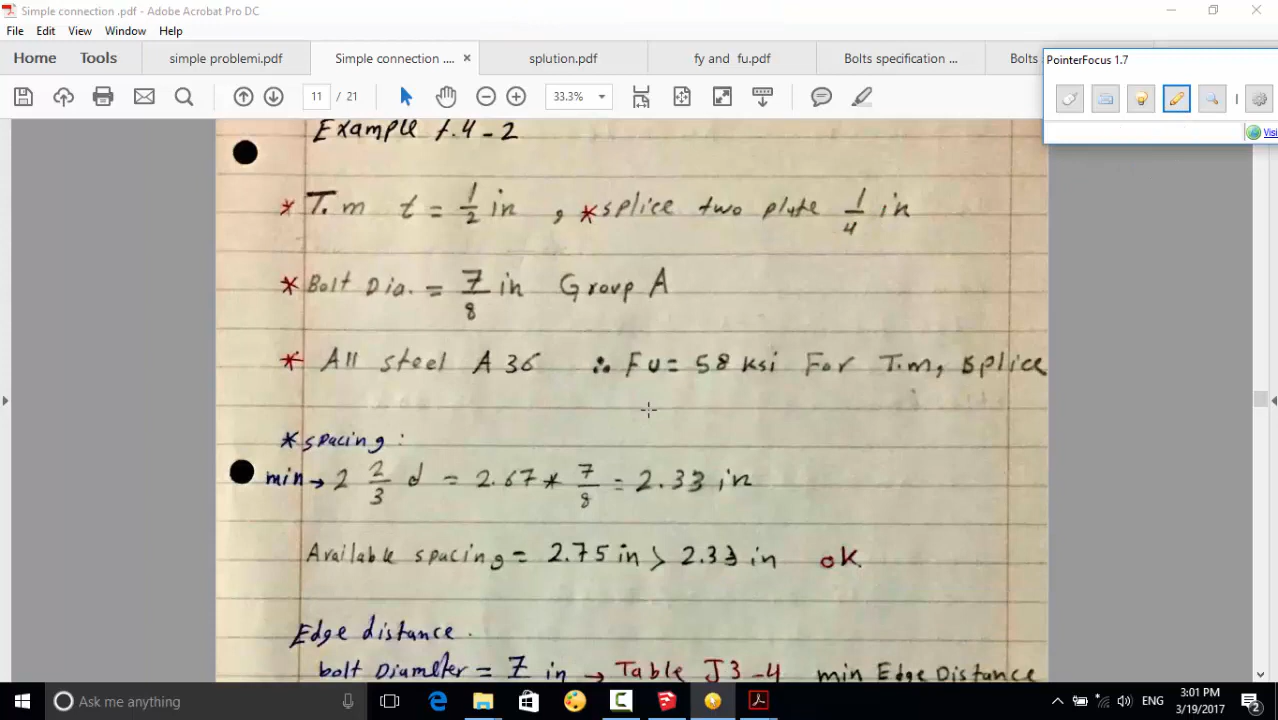 Simple connection .pdf - Adobe Acrobat Pro DC
File Edit View Window Help
Home Tools simple problemi.pdf Simple connection .... × splution.pdf fy and fu.pdf Bolts specification ... Bolts
PointerFocus 1.7
11 / 21 33.3%
Visi
Example 7.4-2
* T.m t = 1/2 in , * splice two plate 1/4 in
* Bolt Dia. = 7/8 in Group A
* All steel A 36 ∴ Fu = 58 ksi For T.m, splice
* spacing :
min → 2 2/3 d = 2.67 * 7/8 = 2.33 in
Available spacing = 2.75 in > 2.33 in ok.
Edge distance.
bolt Diameter = 7 in → Table J3-4 min Edge Distance
Ask me anything
ENG
3:01 PM
3/19/2017
2